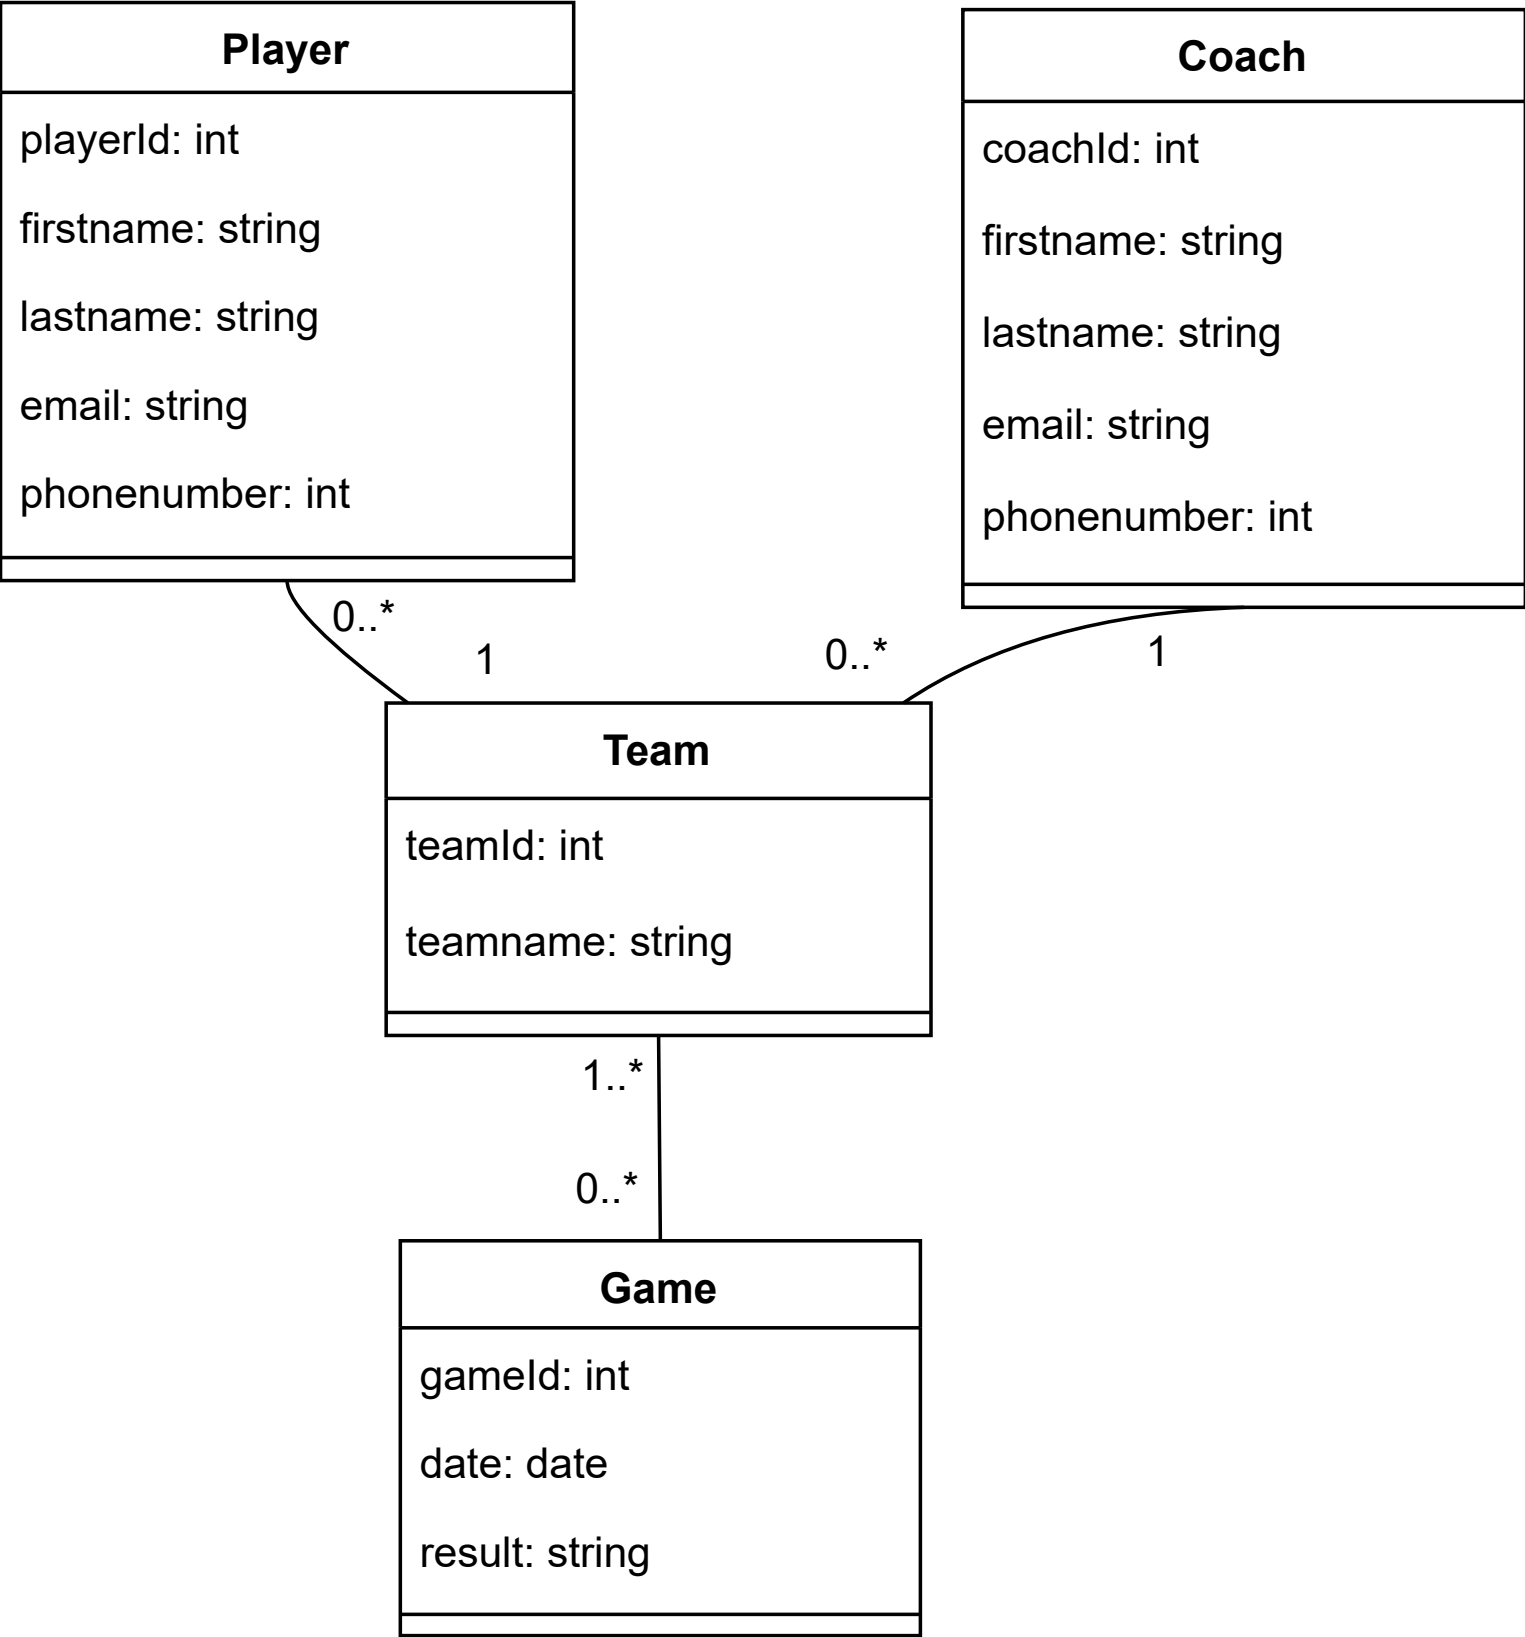 Player
playerId: int
firstname: string
lastname: string
email: string
phonenumber: int
Coach
coachId: int
firstname: string
lastname: string
email: string
phonenumber: int
0..*
1
0..*
1
Team
teamId: int
teamname: string
1..*
0..*
Game
gameId: int
date: date
result: string